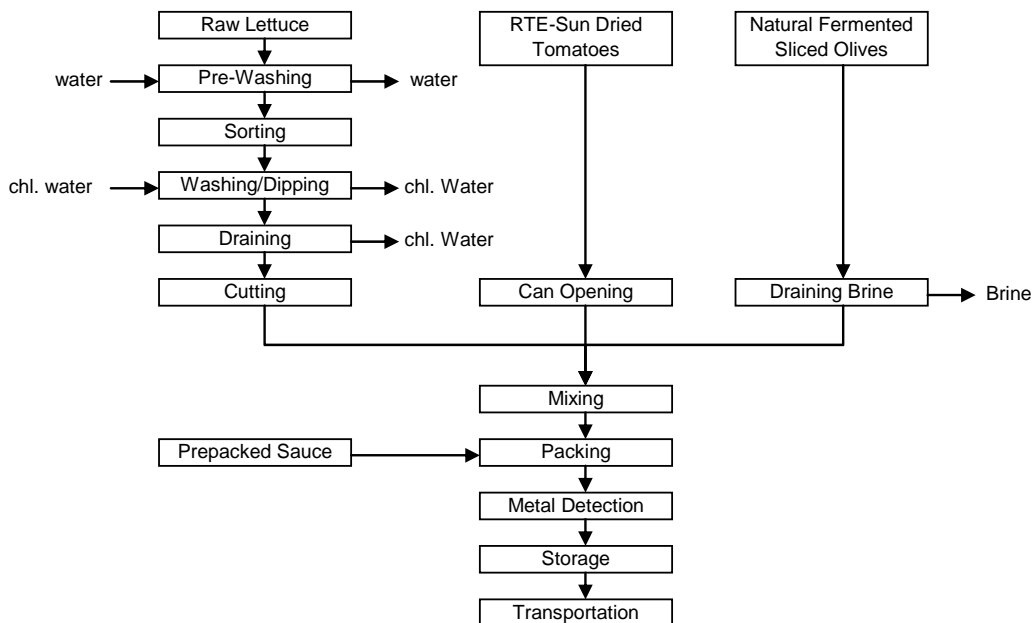 Raw Lettuce
RTE-Sun Dried
Tomatoes
Natural Fermented
Sliced Olives
water
Pre-Washing
water
Sorting
chl. water
Washing/Dipping
chl. Water
Draining
chl. Water
Cutting
Can Opening
Draining Brine
Brine
Mixing
Prepacked Sauce
Packing
Metal Detection
Storage
Transportation